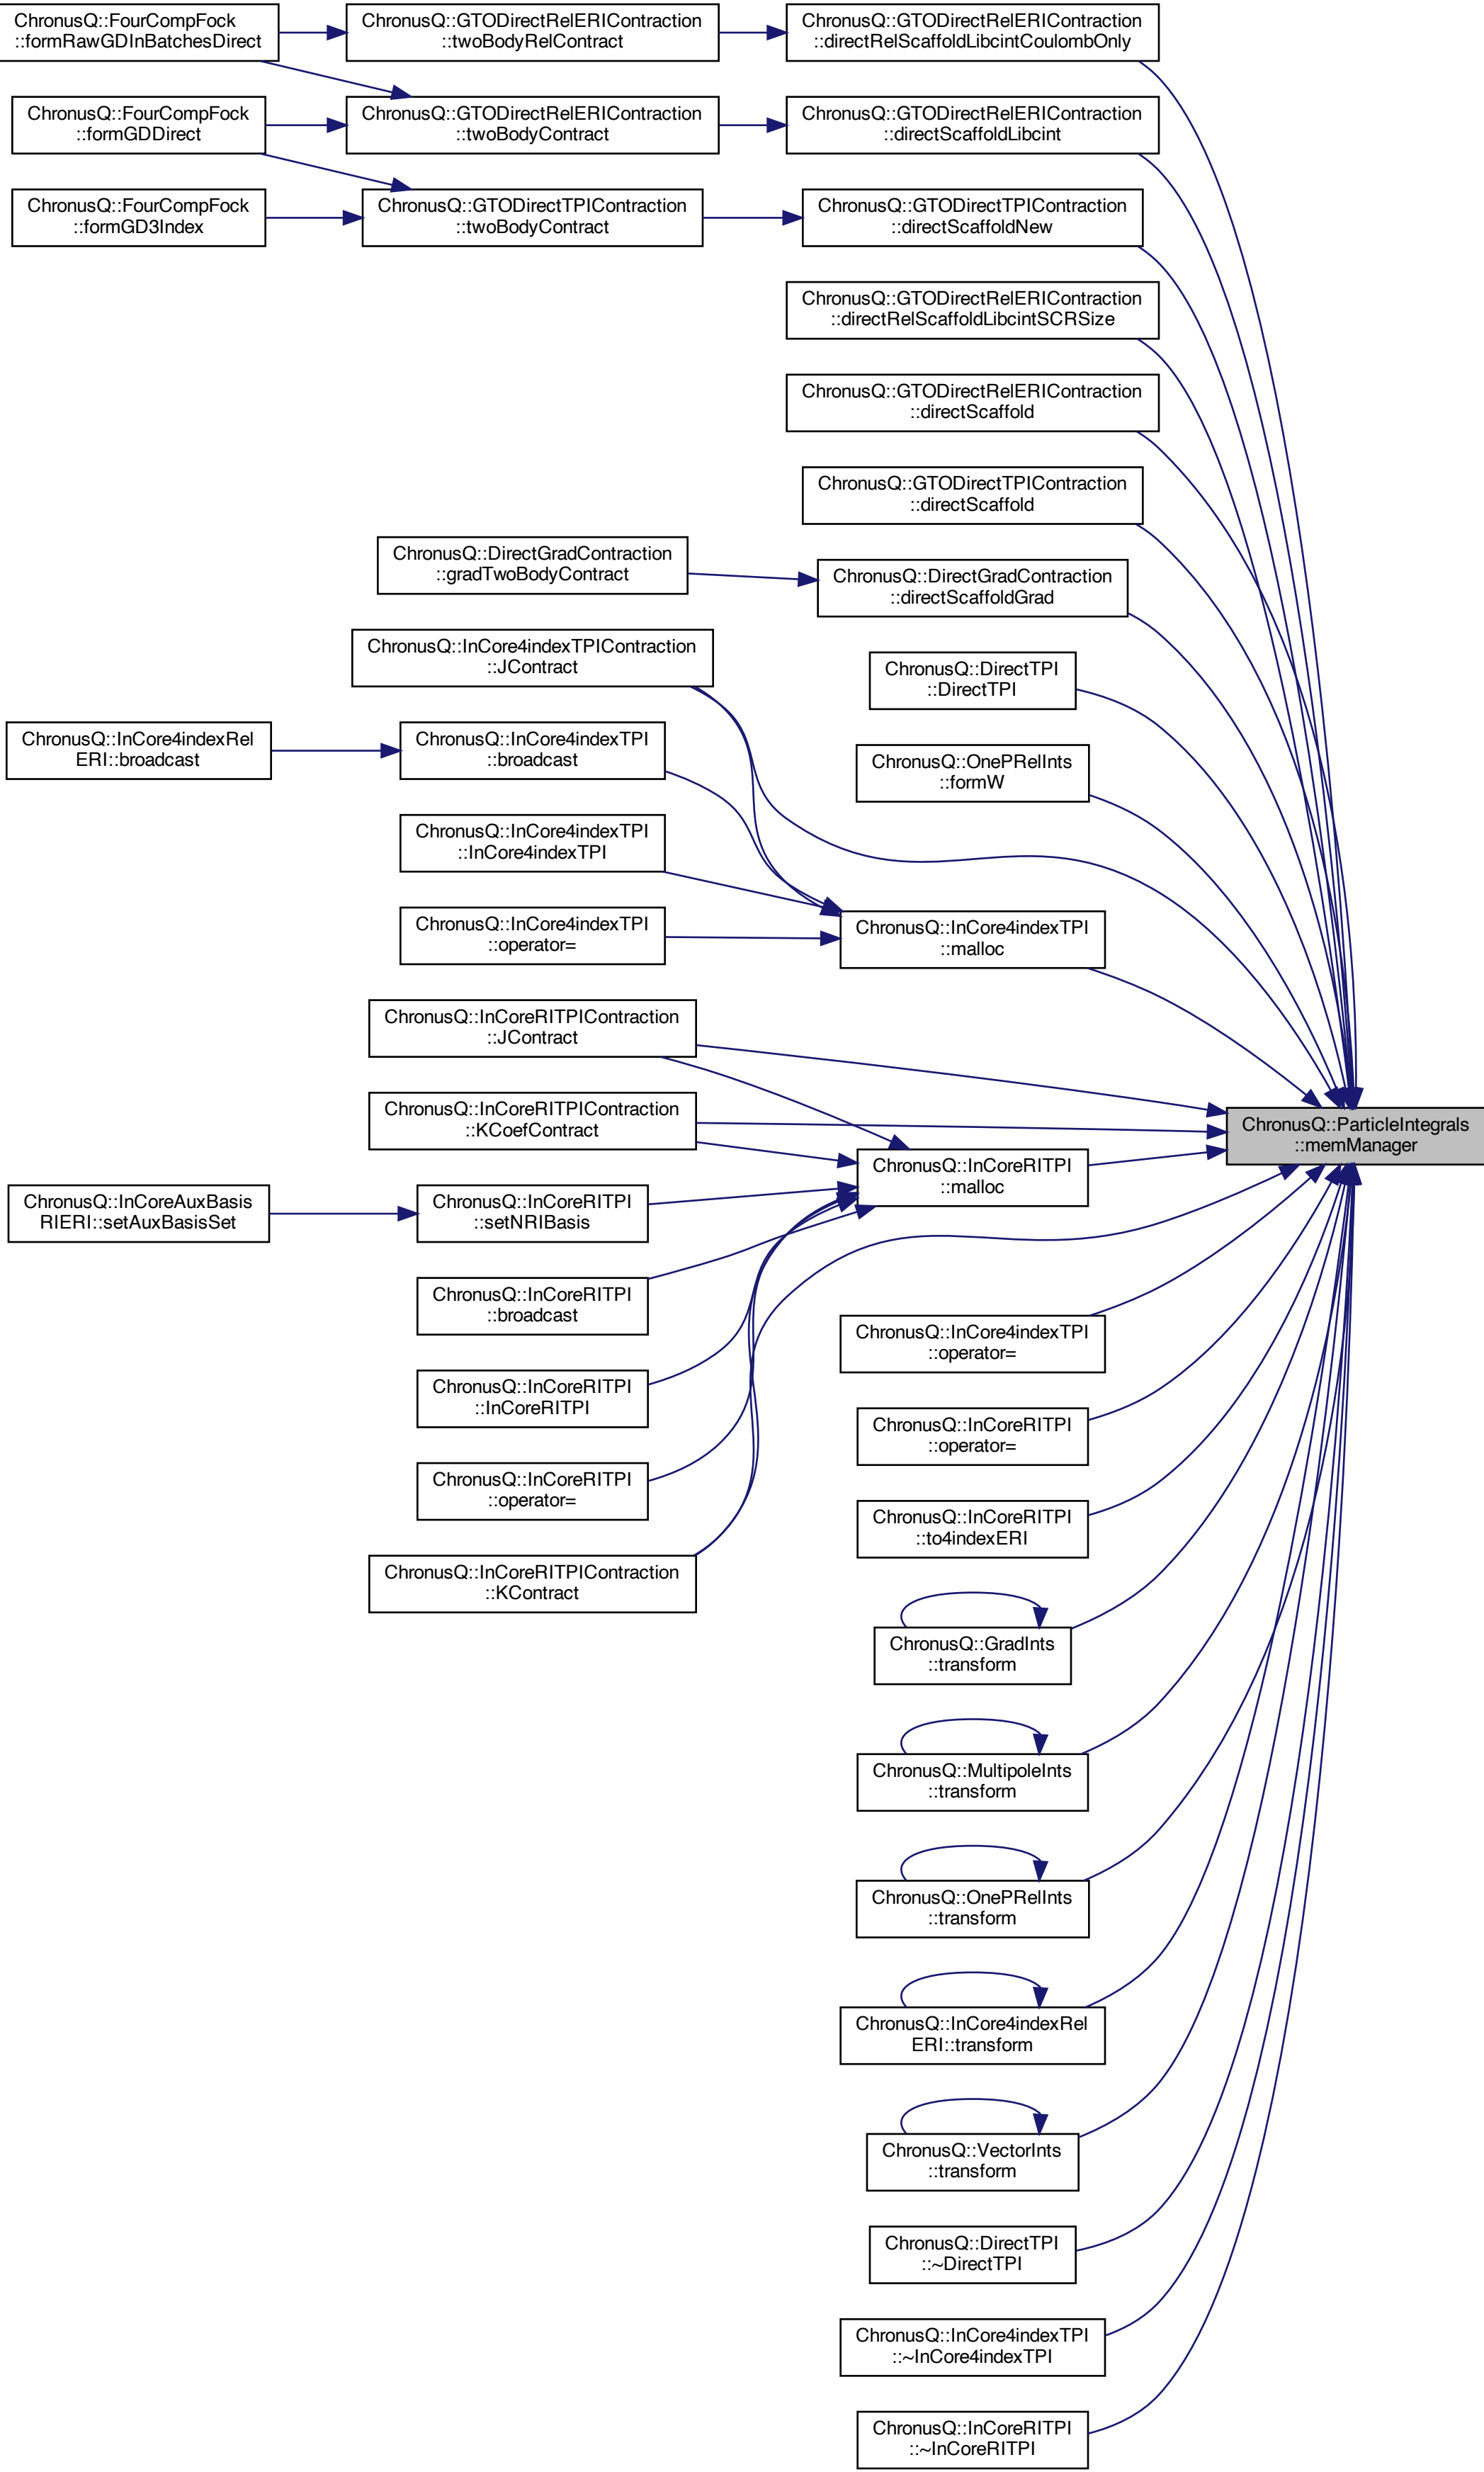 ChronusQ::FourCompFock
::formRawGDInBatchesDirect
ChronusQ::GTODirectRelERIContraction
::twoBodyRelContract
ChronusQ::GTODirectRelERIContraction
::directRelScaffoldLibcintCoulombOnly
ChronusQ::FourCompFock
::formGDDirect
ChronusQ::GTODirectRelERIContraction
::twoBodyContract
ChronusQ::GTODirectRelERIContraction
::directScaffoldLibcint
ChronusQ::FourCompFock
::formGD3Index
ChronusQ::GTODirectTPIContraction
::twoBodyContract
ChronusQ::GTODirectTPIContraction
::directScaffoldNew
ChronusQ::GTODirectRelERIContraction
::directRelScaffoldLibcintSCRSize
ChronusQ::GTODirectRelERIContraction
::directScaffold
ChronusQ::GTODirectTPIContraction
::directScaffold
ChronusQ::DirectGradContraction
::gradTwoBodyContract
ChronusQ::DirectGradContraction
::directScaffoldGrad
ChronusQ::InCore4indexTPIContraction
::JContract
ChronusQ::DirectTPI
::DirectTPI
ChronusQ::InCore4indexRel
ERI::broadcast
ChronusQ::InCore4indexTPI
::broadcast
ChronusQ::OnePRelInts
::formW
ChronusQ::InCore4indexTPI
::InCore4indexTPI
ChronusQ::InCore4indexTPI
::operator=
ChronusQ::InCore4indexTPI
::malloc
ChronusQ::InCoreRITPIContraction
::JContract
ChronusQ::InCoreRITPIContraction
::KCoefContract
ChronusQ::ParticleIntegrals
::memManager
ChronusQ::InCoreRITPI
::malloc
ChronusQ::InCoreAuxBasis
RIERI::setAuxBasisSet
ChronusQ::InCoreRITPI
::setNRIBasis
ChronusQ::InCoreRITPI
::broadcast
ChronusQ::InCore4indexTPI
::operator=
ChronusQ::InCoreRITPI
::InCoreRITPI
ChronusQ::InCoreRITPI
::operator=
ChronusQ::InCoreRITPI
::operator=
ChronusQ::InCoreRITPI
::to4indexERI
ChronusQ::InCoreRITPIContraction
::KContract
ChronusQ::GradInts
::transform
ChronusQ::MultipoleInts
::transform
ChronusQ::OnePRelInts
::transform
ChronusQ::InCore4indexRel
ERI::transform
ChronusQ::VectorInts
::transform
ChronusQ::DirectTPI
::~DirectTPI
ChronusQ::InCore4indexTPI
::~InCore4indexTPI
ChronusQ::InCoreRITPI
::~InCoreRITPI